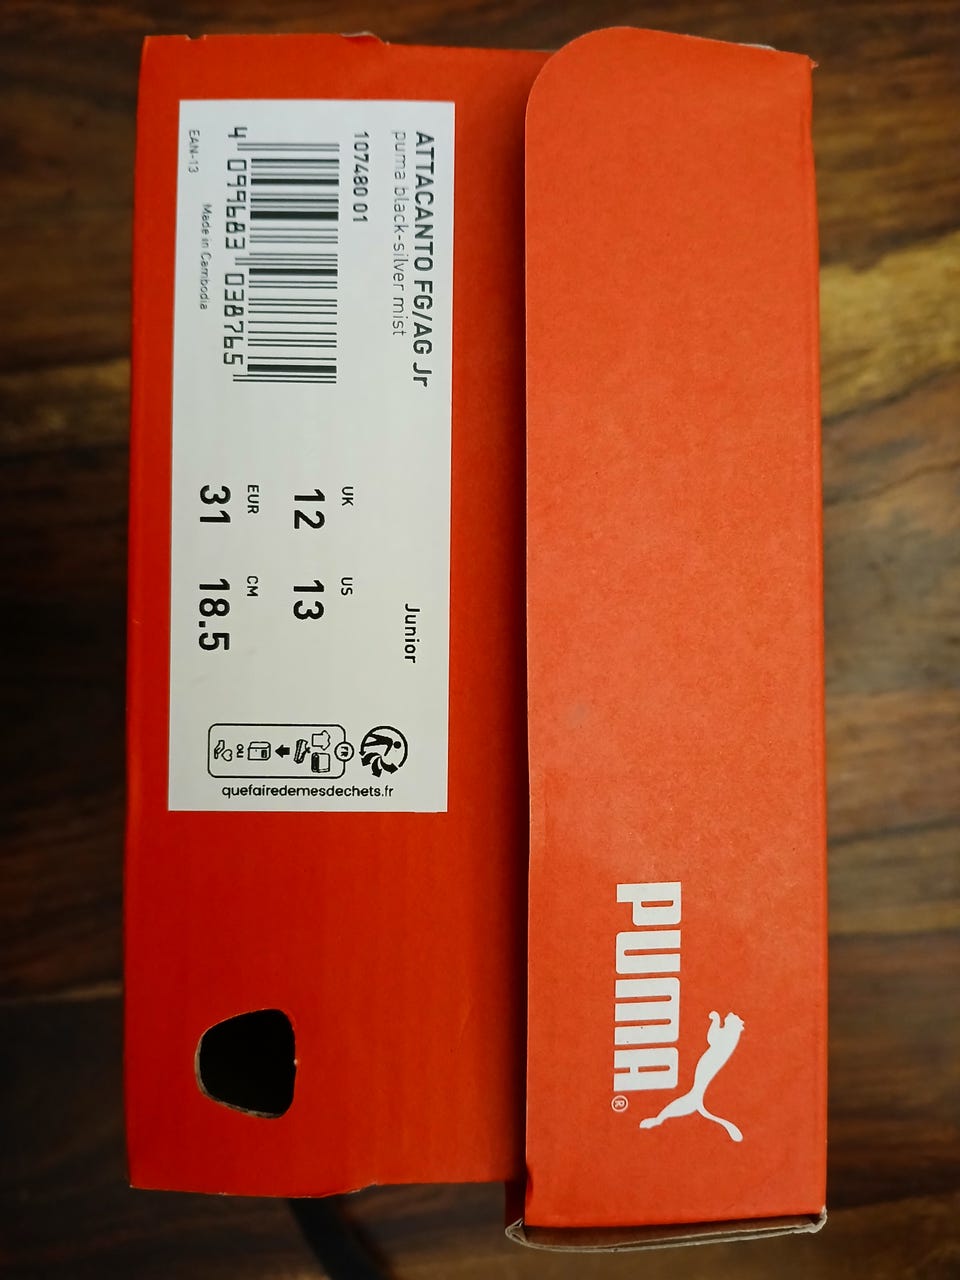 PUMA®
ATTACANTO FG/AG Jr
puma black-silver mist
Junior
107480 01
4 099683 038765
EAN-13
Made in Cambodia
UK US
12 13
EUR CM
31 18.5
FR
OU
quefairedemesdechets.fr